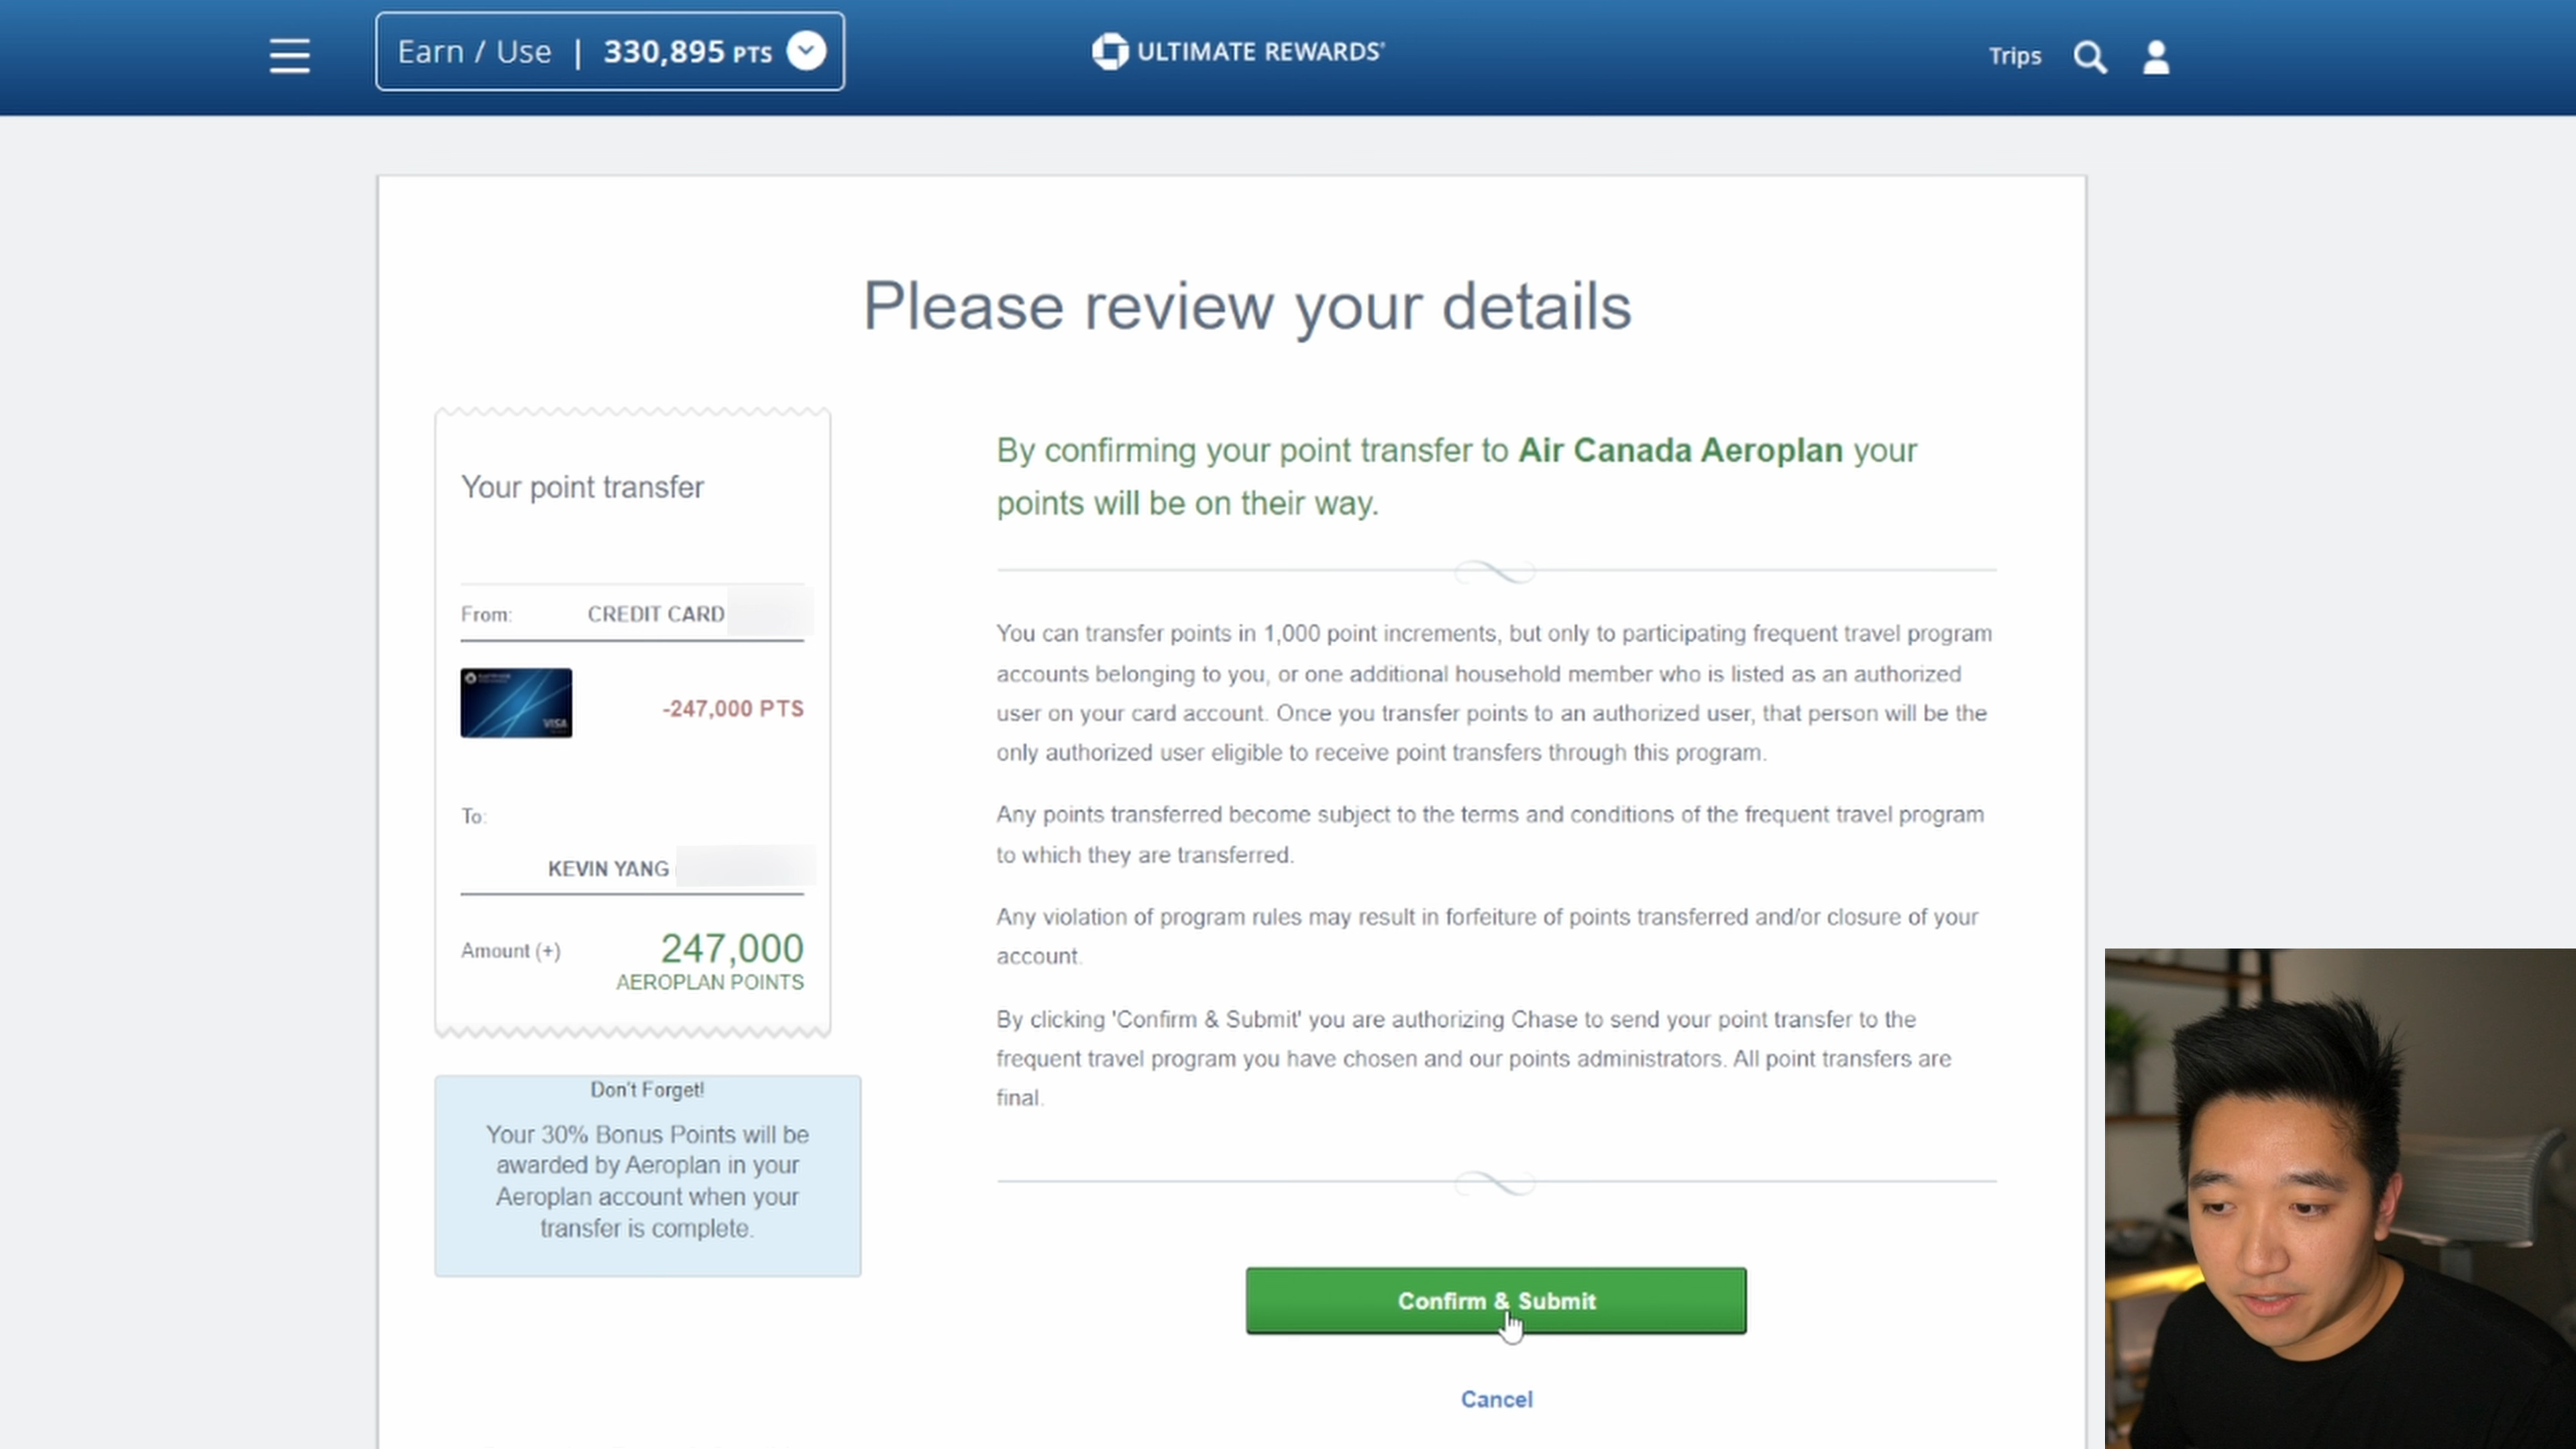 Earn / Use | 330,895 PTS
ULTIMATE REWARDS®
Trips
Please review your details
Your point transfer
From: CREDIT CARD
VISA
-247,000 PTS
To:
KEVIN YANG
Amount (+) 247,000
AEROPLAN POINTS
Don't Forget!
Your 30% Bonus Points will be
awarded by Aeroplan in your
Aeroplan account when your
transfer is complete.
By confirming your point transfer to Air Canada Aeroplan your
points will be on their way.
You can transfer points in 1,000 point increments, but only to participating frequent travel program
accounts belonging to you, or one additional household member who is listed as an authorized
user on your card account. Once you transfer points to an authorized user, that person will be the
only authorized user eligible to receive point transfers through this program.
Any points transferred become subject to the terms and conditions of the frequent travel program
to which they are transferred.
Any violation of program rules may result in forfeiture of points transferred and/or closure of your
account.
By clicking 'Confirm & Submit' you are authorizing Chase to send your point transfer to the
frequent travel program you have chosen and our points administrators. All point transfers are
final.
Confirm & Submit
Cancel